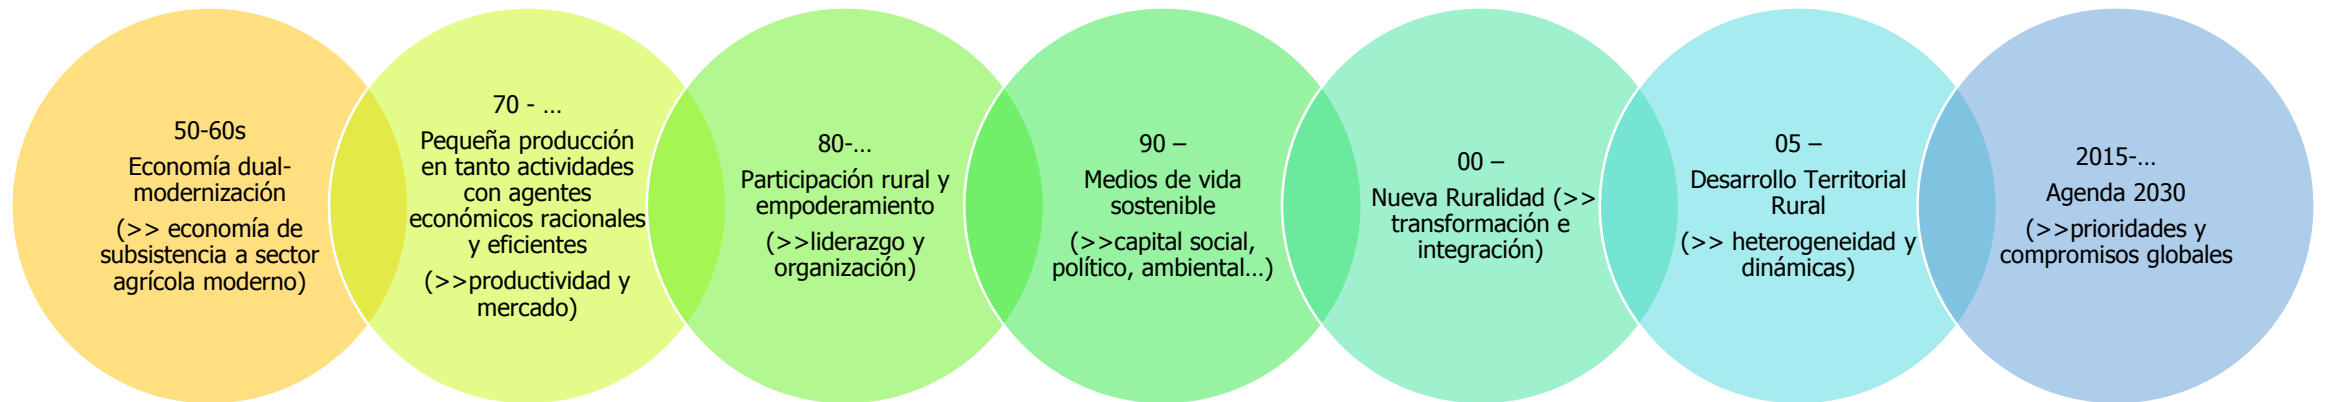 50-60s
Economía dual-
modernización
(>> economía de
subsistencia a sector
agrícola moderno)
70 - ...
Pequeña producción
en tanto actividades
con agentes
económicos racionales
y eficientes
(>>productividad y
mercado)
80-...
Participación rural y
empoderamiento
(>>liderazgo y
organización)
90 –
Medios de vida
sostenible
(>>capital social,
político, ambiental...)
00 –
Nueva Ruralidad (>>
transformación e
integración)
05 –
Desarrollo Territorial
Rural
(>> heterogeneidad y
dinámicas)
2015-...
Agenda 2030
(>>prioridades y
compromisos globales